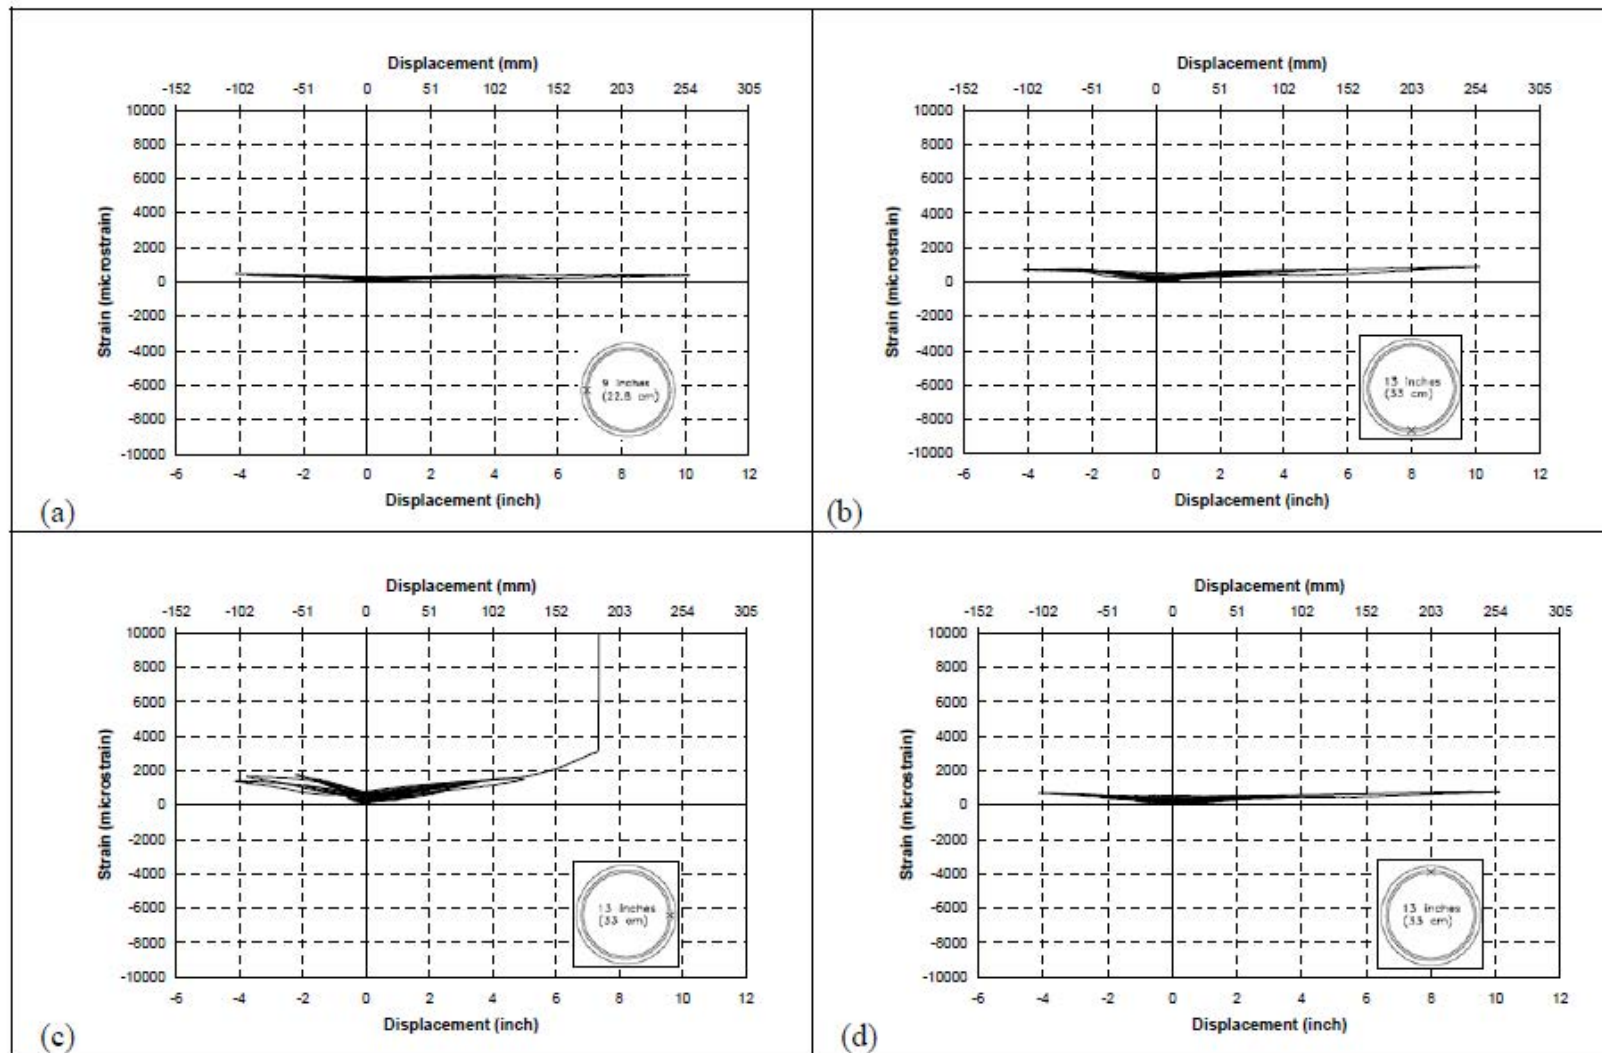 Displacement (mm)
-152 -102 -51 0 51 102 152 203 254 305
10000
8000
6000
4000
2000
0
-2000
-4000
-6000
-8000
-10000
Strain (microstrain)
9 inches
(22.8 cm)
-6 -4 -2 0 2 4 6 8 10 12
Displacement (inch)
(a)
Displacement (mm)
-152 -102 -51 0 51 102 152 203 254 305
10000
8000
6000
4000
2000
0
-2000
-4000
-6000
-8000
-10000
Strain (microstrain)
13 inches
(33 cm)
-6 -4 -2 0 2 4 6 8 10 12
Displacement (inch)
(b)
Displacement (mm)
-152 -102 -51 0 51 102 152 203 254 305
10000
8000
6000
4000
2000
0
-2000
-4000
-6000
-8000
-10000
Strain (microstrain)
13 inches
(33 cm)
-6 -4 -2 0 2 4 6 8 10 12
Displacement (inch)
(c)
Displacement (mm)
-152 -102 -51 0 51 102 152 203 254 305
10000
8000
6000
4000
2000
0
-2000
-4000
-6000
-8000
-10000
Strain (microstrain)
13 inches
(33 cm)
-6 -4 -2 0 2 4 6 8 10 12
Displacement (inch)
(d)